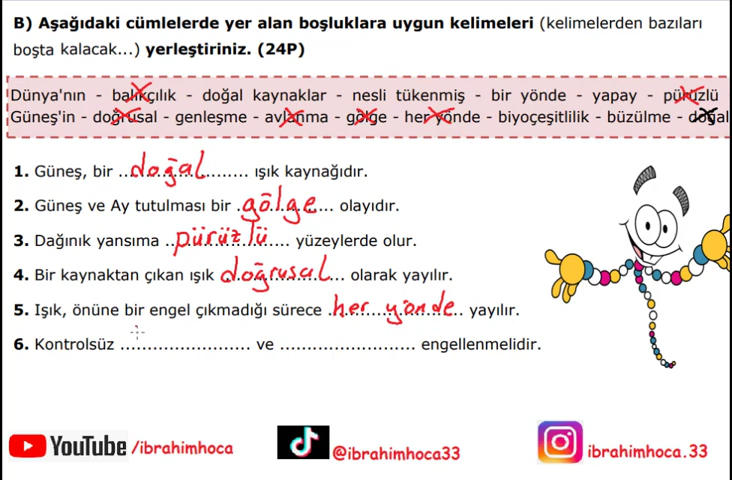 B) Aşağıdaki cümlelerde yer alan boşluklara uygun kelimeleri (kelimelerden bazıları
boşta kalacak...) yerleştiriniz. (24P)
Dünya'nın - balıkçılık - doğal kaynaklar - nesli tükenmiş - bir yönde - yapay - pürüzlü
Güneş'in - doğrusal - genleşme - avlanma - gölge - her yönde - biyoçeşitlilik - büzülme - doğal
1. Güneş, bir ..doğal.......... ışık kaynağıdır.
2. Güneş ve Ay tutulması bir .gölge.... olayıdır.
3. Dağınık yansıma ..pürüzlü.... yüzeylerde olur.
4. Bir kaynaktan çıkan ışık doğrusal... olarak yayılır.
5. Işık, önüne bir engel çıkmadığı sürece .her yönde.. yayılır.
6. Kontrolsüz ........................ ve ......................... engellenmelidir.
YouTube /ibrahimhoca
@ibrahimhoca33
ibrahimhoca.33